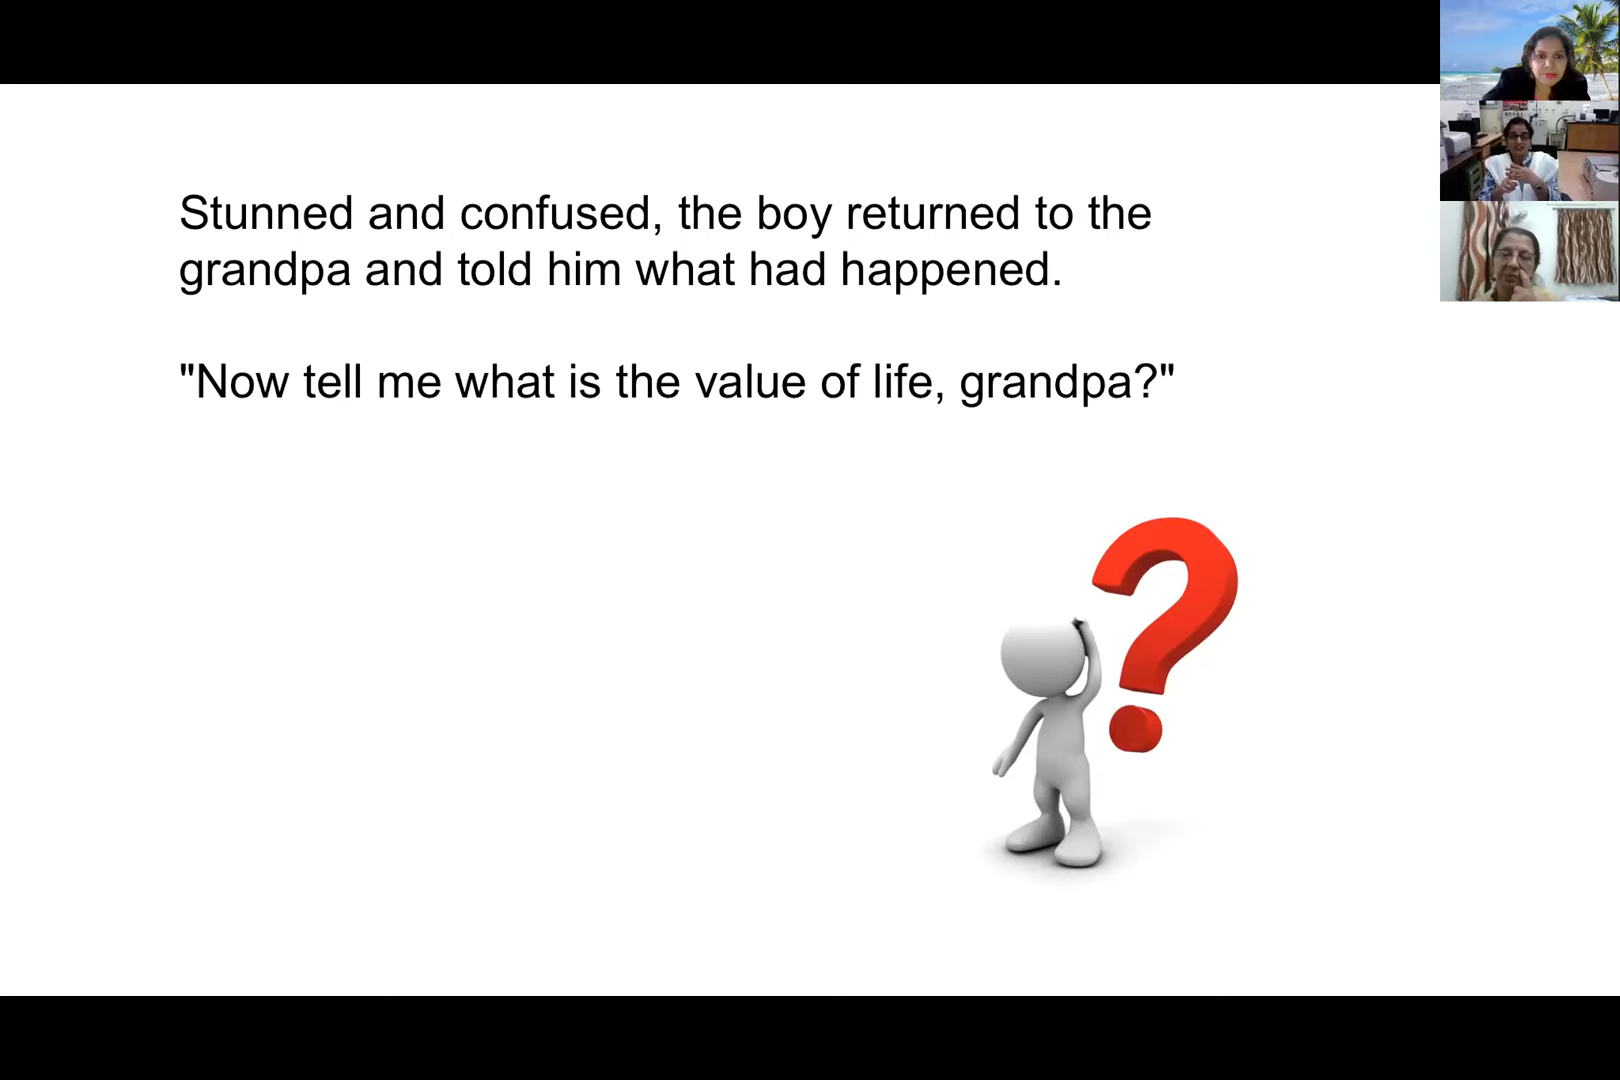 Stunned and confused, the boy returned to the
grandpa and told him what had happened.
"Now tell me what is the value of life, grandpa?"